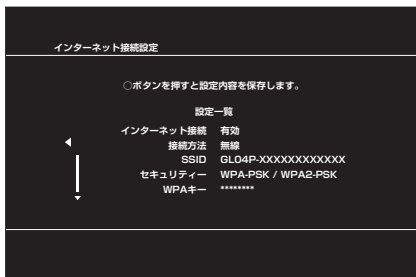 インターネット接続設定
○ボタンを押すと設定内容を保存します。
設定一覧
インターネット接続 有効
接続方法 無線
SSID GL04P-XXXXXXXXXXXX
セキュリティー WPA-PSK / WPA2-PSK
WPAキー ********